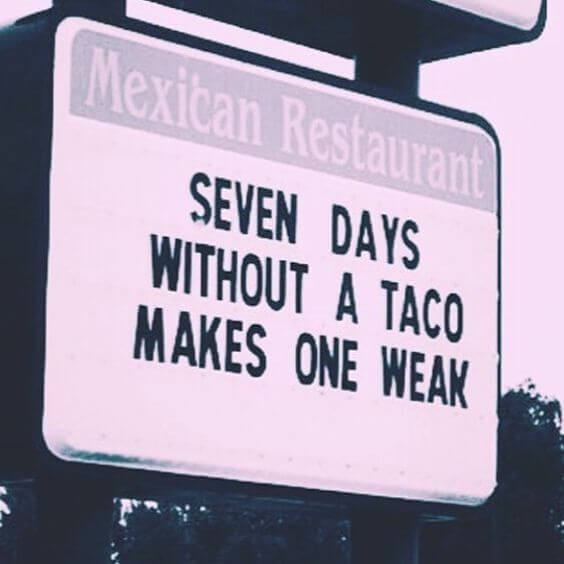 Mexican Restaurant
SEVEN DAYS
WITHOUT A TACO
MAKES ONE WEAK